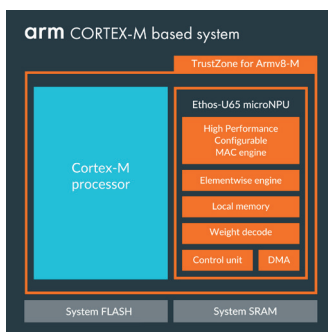 arm CORTEX-M based system
TrustZone for Armv8-M
Cortex-M
processor
Ethos-U65 microNPU
High Performance
Configurable
MAC engine
Elementwise engine
Local memory
Weight decode
Control unit
DMA
System FLASH
System SRAM